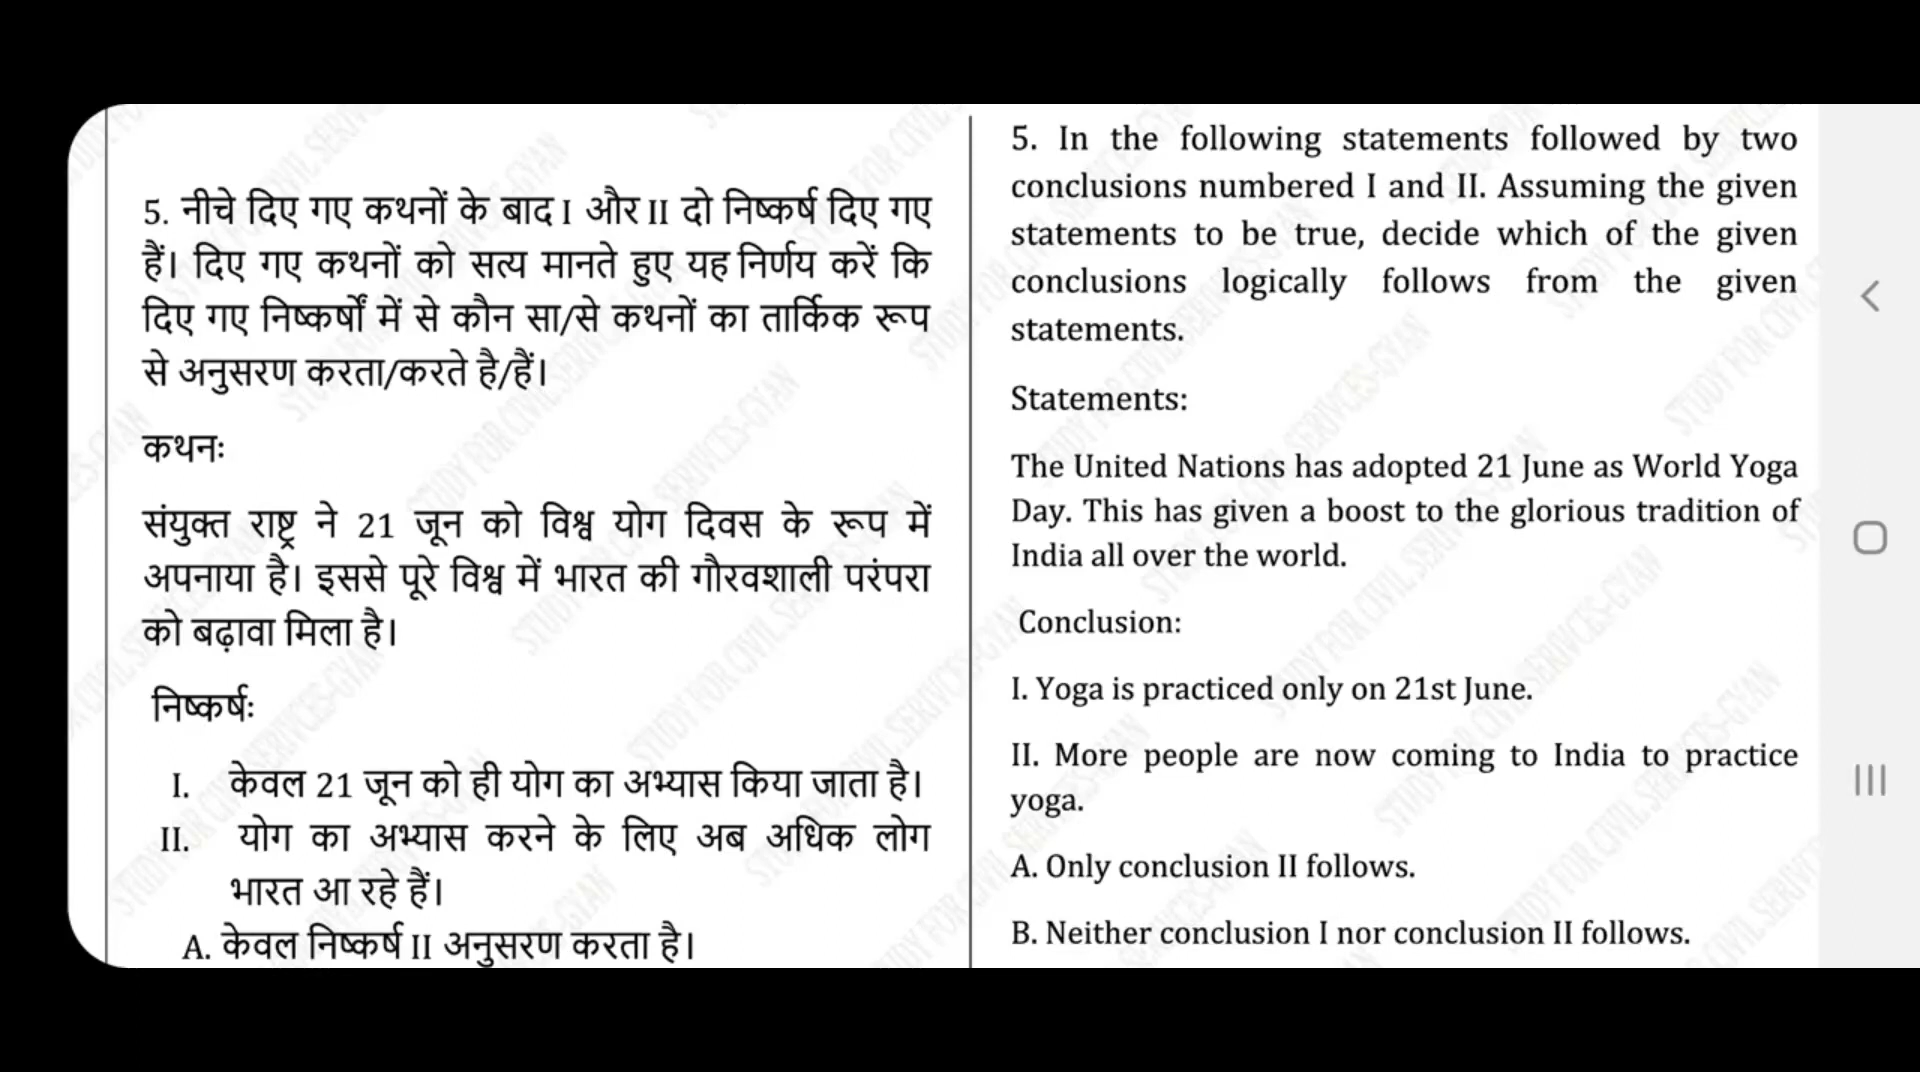 5. नीचे दिए गए कथनों के बाद I और II दो निष्कर्ष दिए गए
हैं। दिए गए कथनों को सत्य मानते हुए यह निर्णय करें कि
दिए गए निष्कर्षों में से कौन सा/से कथनों का तार्किक रूप
से अनुसरण करता/करते है/हैं।
कथनः
संयुक्त राष्ट्र ने 21 जून को विश्व योग दिवस के रूप में
अपनाया है। इससे पूरे विश्व में भारत की गौरवशाली परंपरा
को बढ़ावा मिला है।
निष्कर्षः
I. केवल 21 जून को ही योग का अभ्यास किया जाता है।
II. योग का अभ्यास करने के लिए अब अधिक लोग
भारत आ रहे हैं।
A. केवल निष्कर्ष II अनुसरण करता है।
5. In the following statements followed by two
conclusions numbered I and II. Assuming the given
statements to be true, decide which of the given
conclusions logically follows from the given
statements.
Statements:
The United Nations has adopted 21 June as World Yoga
Day. This has given a boost to the glorious tradition of
India all over the world.
Conclusion:
I. Yoga is practiced only on 21st June.
II. More people are now coming to India to practice
yoga.
A. Only conclusion II follows.
B. Neither conclusion I nor conclusion II follows.